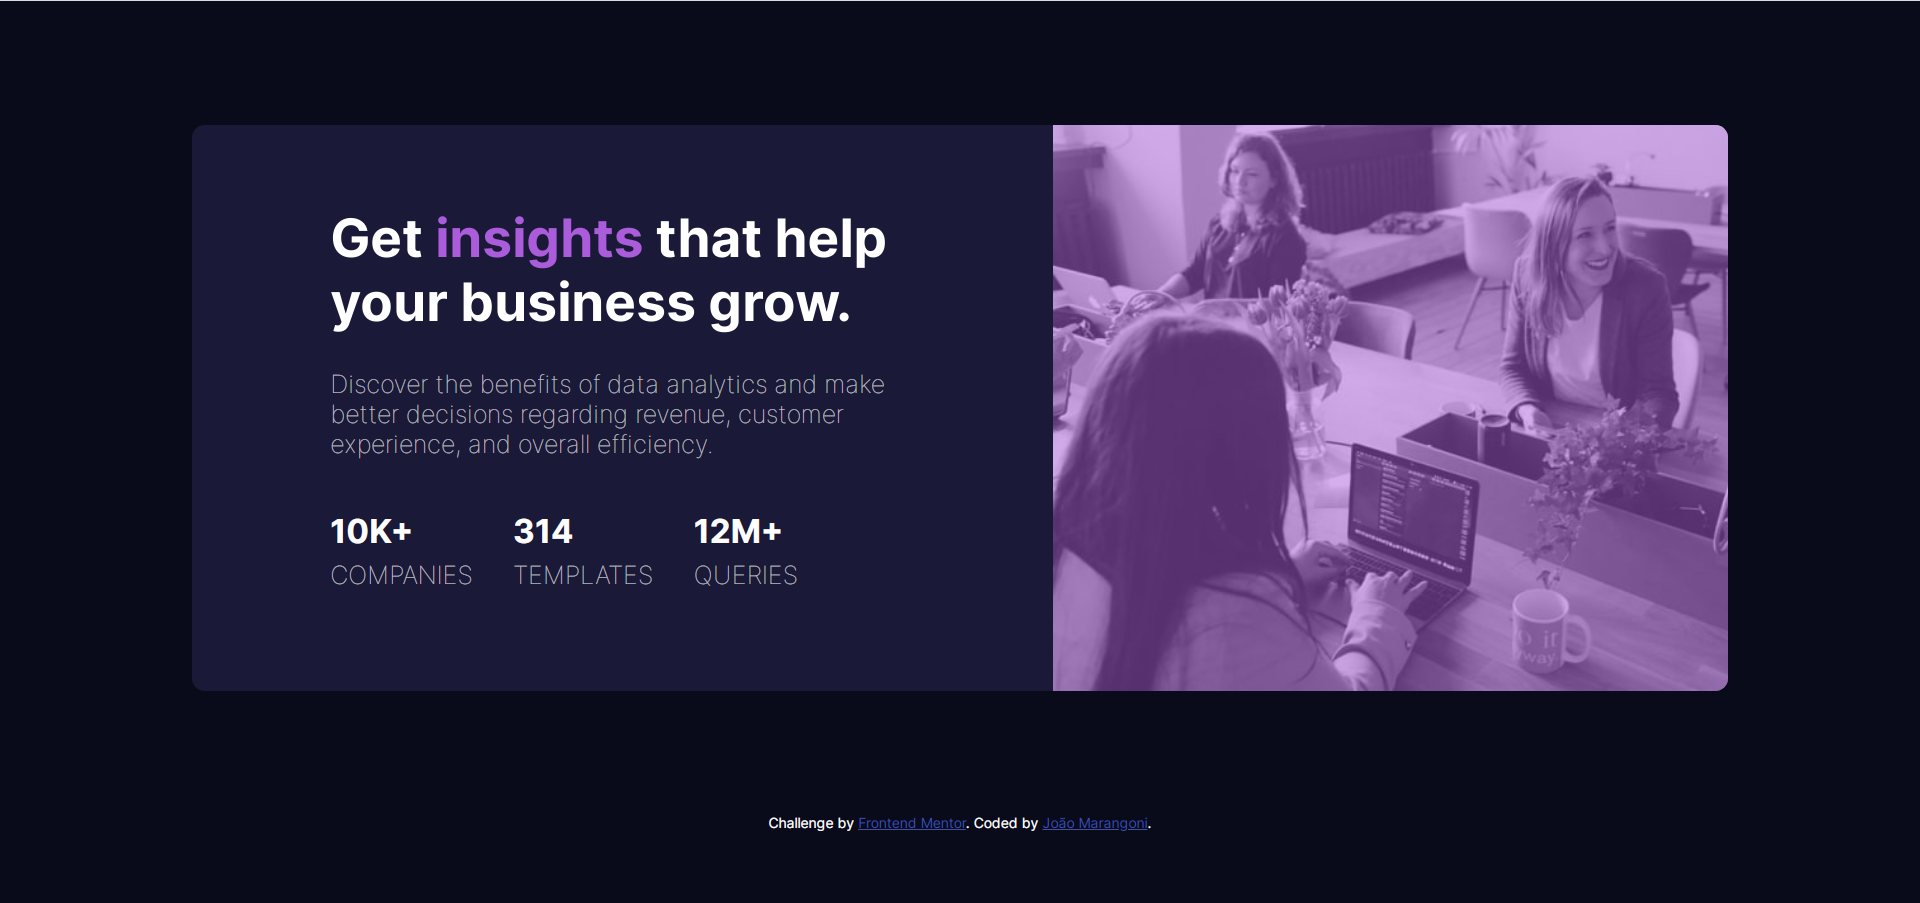 Get insights that help
your business grow.
Discover the benefits of data analytics and make
better decisions regarding revenue, customer
experience, and overall efficiency.
10K+ 314 12M+
COMPANIES TEMPLATES QUERIES
Challenge by Frontend Mentor. Coded by João Marangoni.